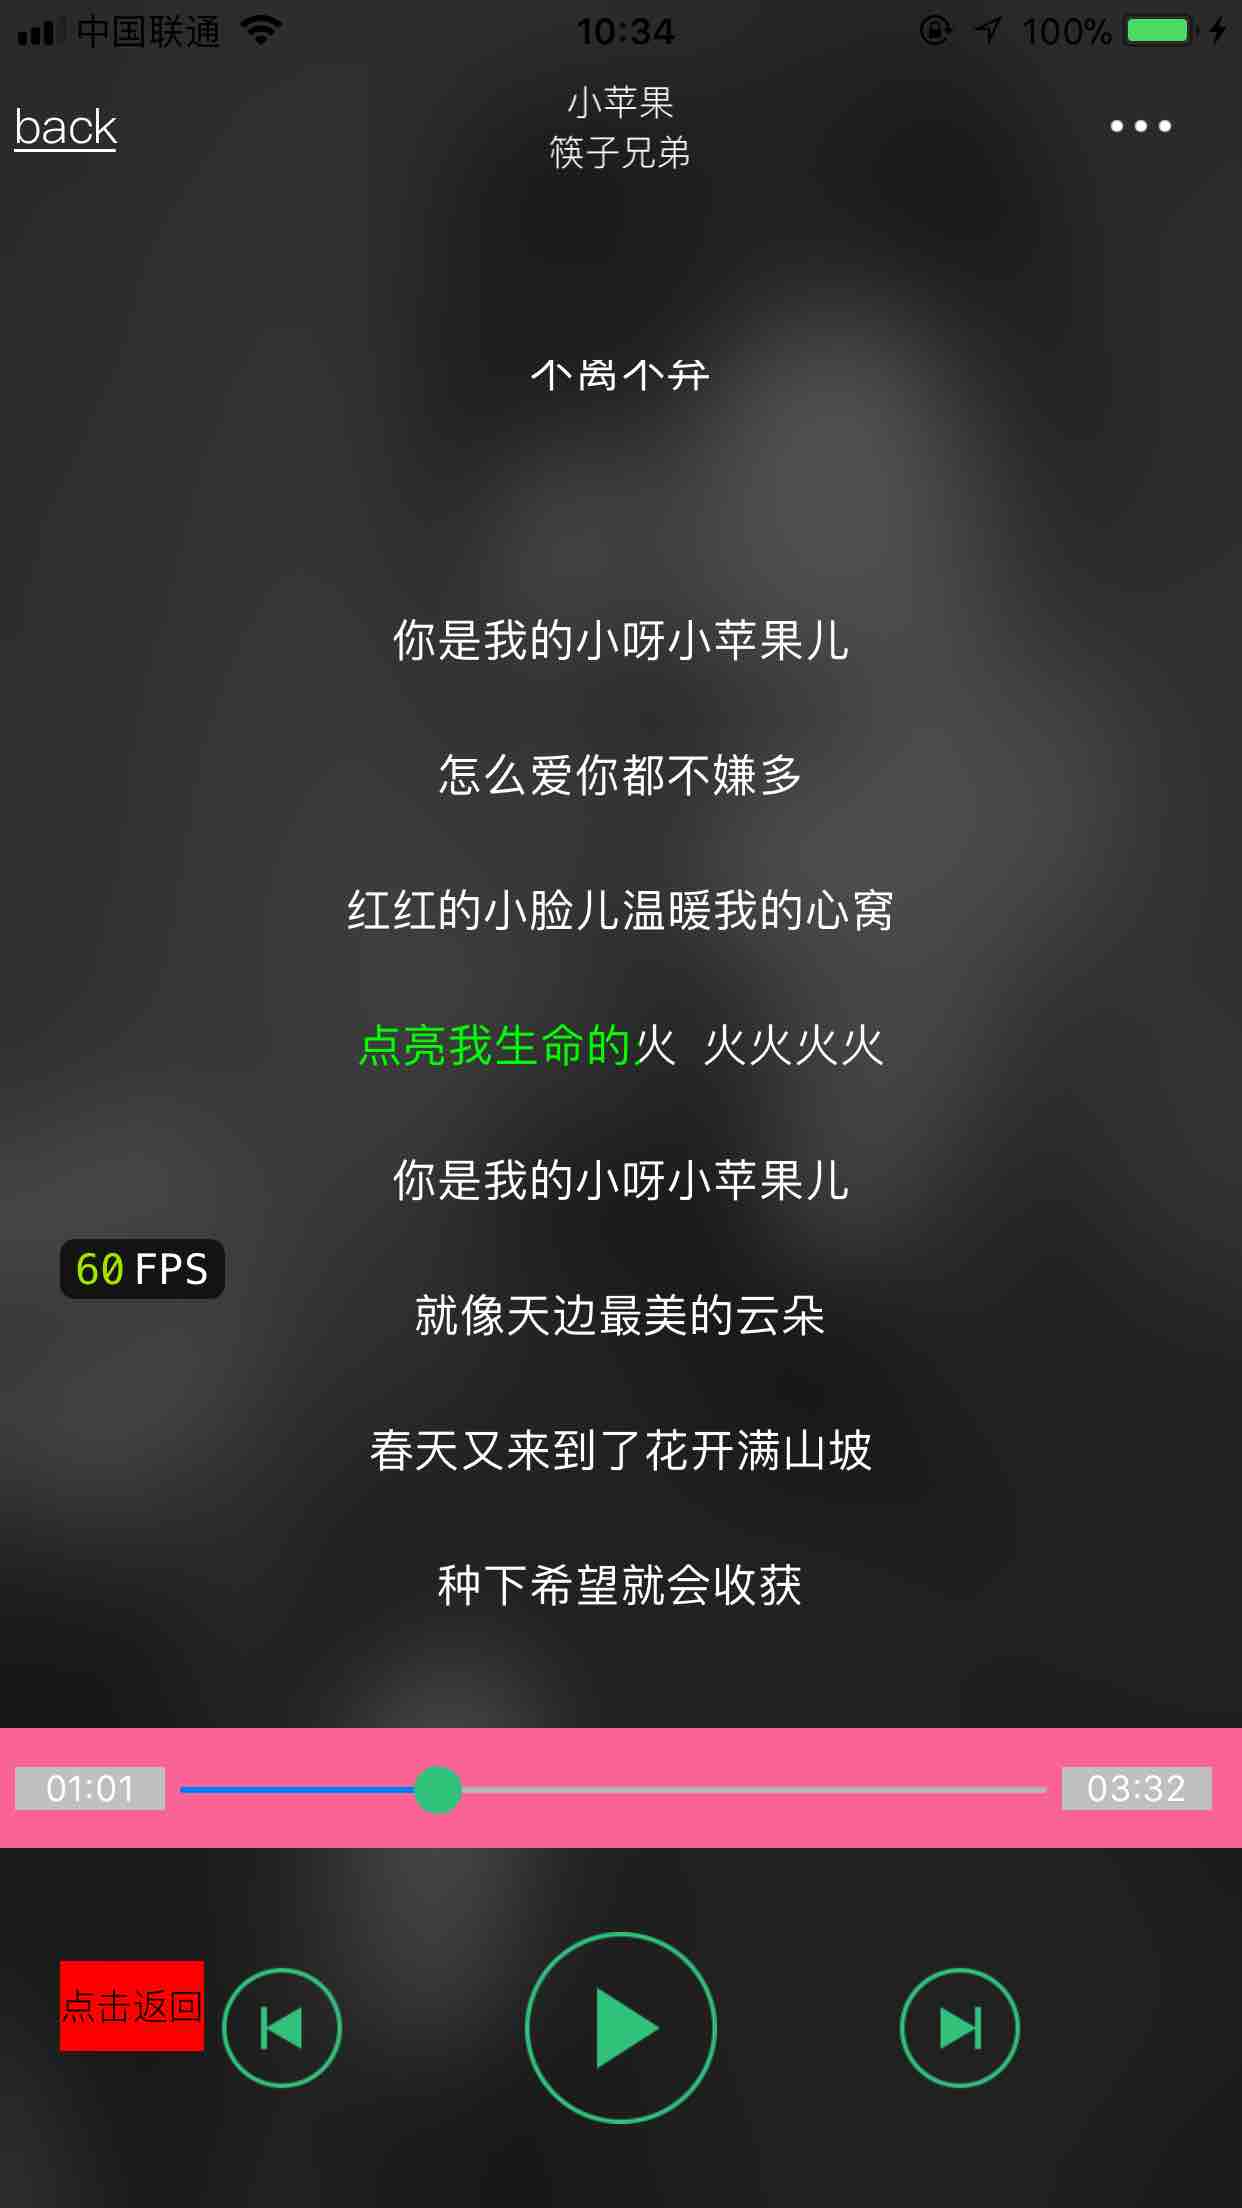 中国联通 10:34 100%
back
小苹果
筷子兄弟
不离不弃
你是我的小呀小苹果儿
怎么爱你都不嫌多
红红的小脸儿温暖我的心窝
点亮我生命的火 火火火火
你是我的小呀小苹果儿
60 FPS
就像天边最美的云朵
春天又来到了花开满山坡
种下希望就会收获
01:01 03:32
点击返回